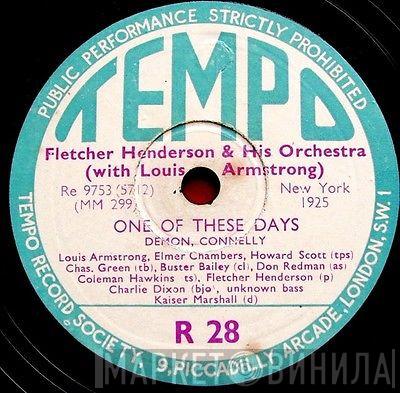 PUBLIC PERFORMANCE STRICTLY PROHIBITED
TEMPO
Fletcher Henderson & His Orchestra
(with Louis Armstrong)
Re 9753 (5712) New York
(MM 299) 1925
ONE OF THESE DAYS
DEMON, CONNELLY
Louis Armstrong, Elmer Chambers, Howard Scott (tps)
Chas. Green (tb), Buster Bailey (cl), Don Redman (as)
Coleman Hawkins ts), Fletcher Henderson (p)
Charlie Dixon (bjo), unknown bass
Kaiser Marshall (d)
R 28
TEMPO RECORD SOCIETY, 9, PICCADILLY ARCADE, LONDON, S.W. 1
МАРКЕТ ВИНИЛА